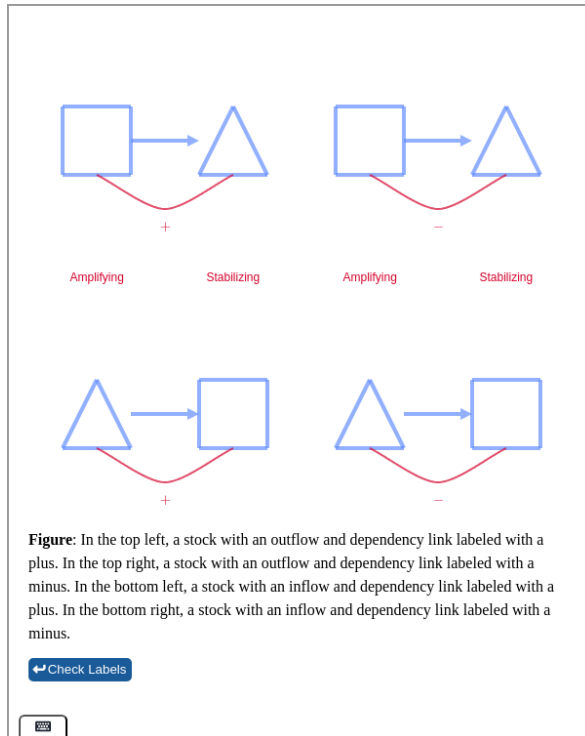 + −
Amplifying Stabilizing Amplifying Stabilizing
+ −
Figure: In the top left, a stock with an outflow and dependency link labeled with a
plus. In the top right, a stock with an outflow and dependency link labeled with a
minus. In the bottom left, a stock with an inflow and dependency link labeled with a
plus. In the bottom right, a stock with an inflow and dependency link labeled with a
minus.
Check Labels